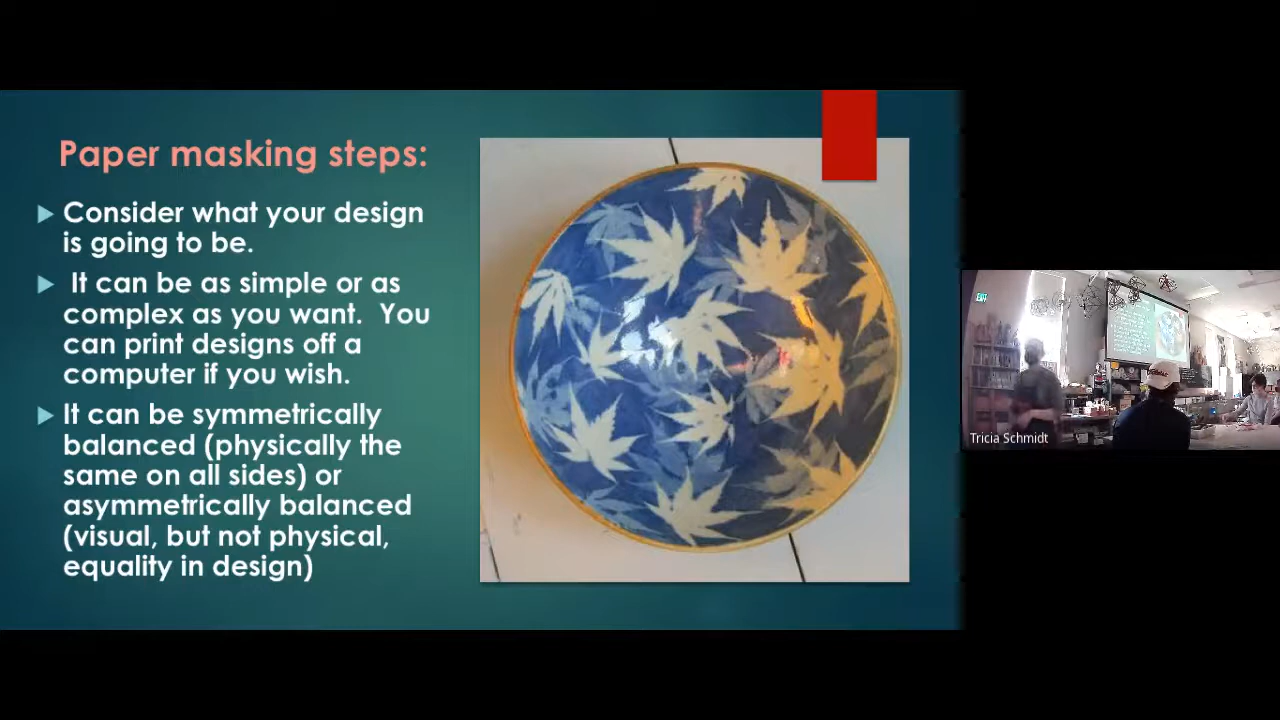 Paper masking steps:
Consider what your design
is going to be.
It can be as simple or as
complex as you want.  You
can print designs off a
computer if you wish.
It can be symmetrically
balanced (physically the
same on all sides) or
asymmetrically balanced
(visual, but not physical,
equality in design)
Tricia Schmidt